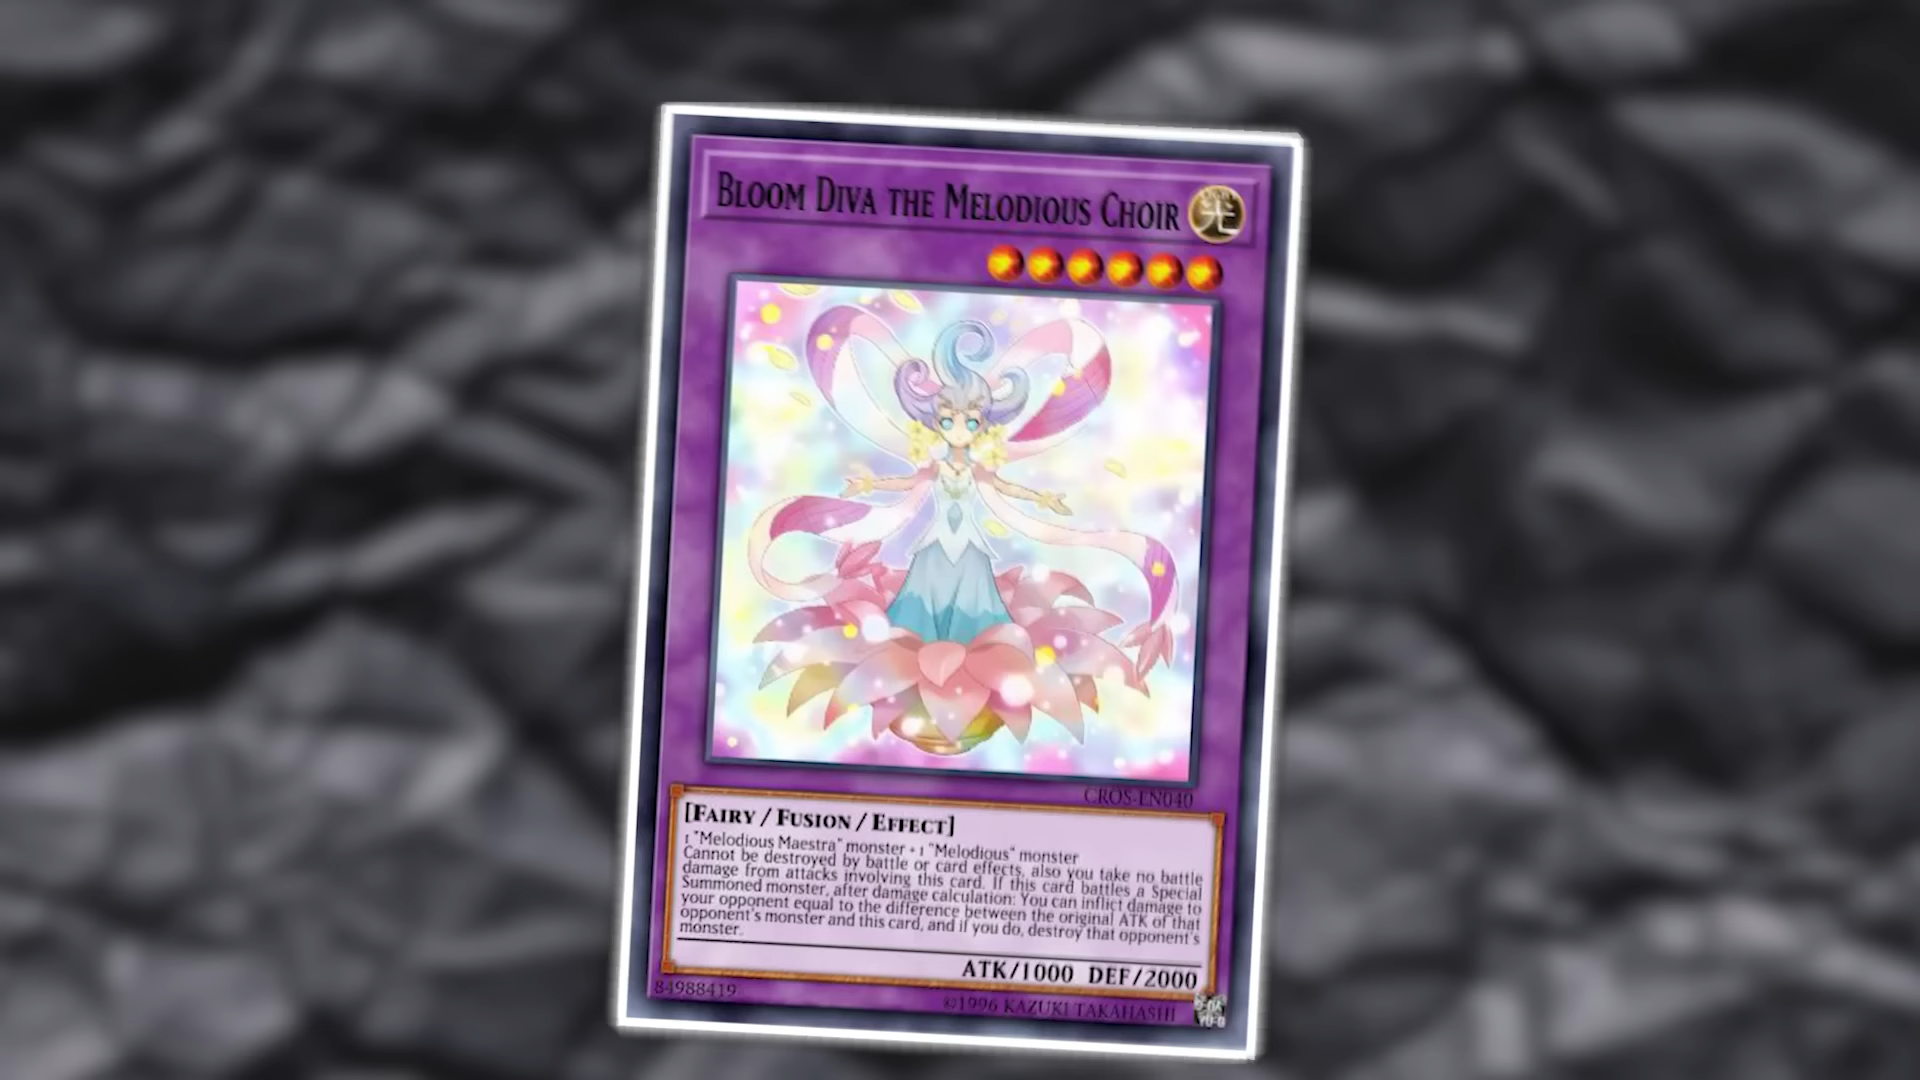 BLOOM DIVA THE MELODIOUS CHOIR
光
CROS-EN040
[FAIRY / FUSION / EFFECT]
1 "Melodious Maestra" monster + 1 "Melodious" monster
Cannot be destroyed by battle or card effects, also you take no battle
damage from attacks involving this card. If this card battles a Special
Summoned monster, after damage calculation: You can inflict damage to
your opponent equal to the difference between the original ATK of that
opponent's monster and this card, and if you do, destroy that opponent's
monster.
ATK/1000 DEF/2000
84988419
©1996 KAZUKI TAKAHASHI